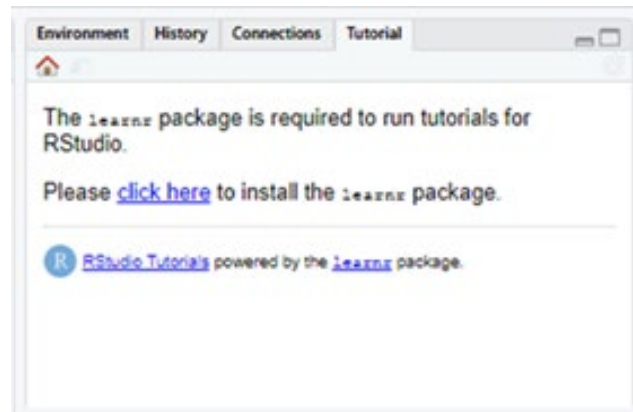 Environment History Connections Tutorial
The learnr package is required to run tutorials for
RStudio.
Please click here to install the learnr package.
R RStudio Tutorials powered by the learnr package.